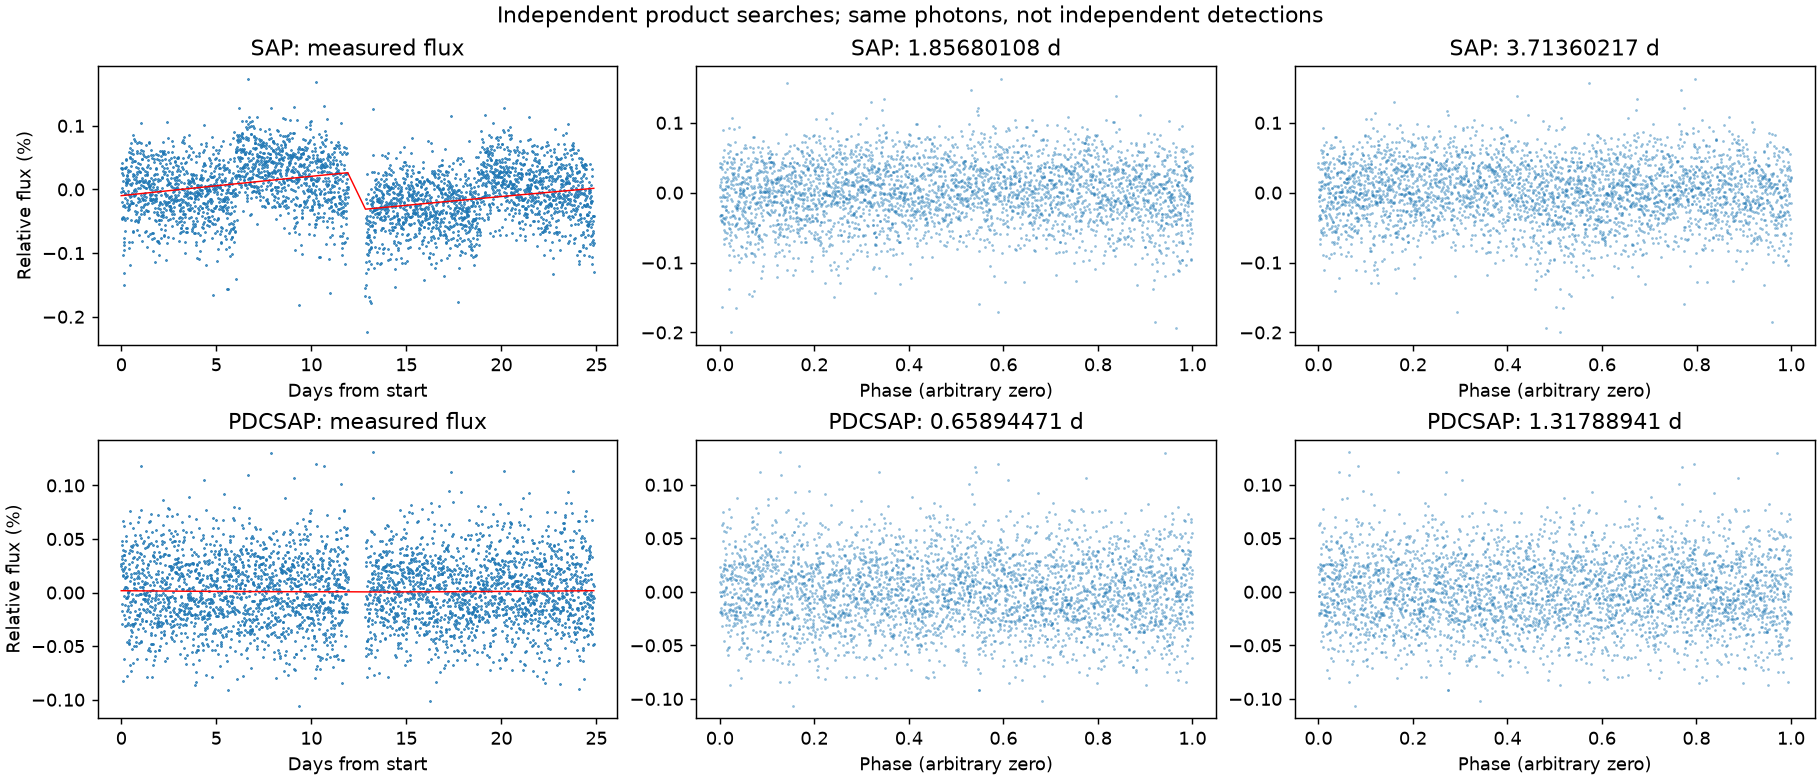 Independent product searches; same photons, not independent detections
SAP: measured flux
SAP: 1.85680108 d
SAP: 3.71360217 d
Relative flux (%)
0.1
0.0
−0.1
−0.2
0 5 10 15 20 25
Days from start
0.1
0.0
−0.1
−0.2
0.0 0.2 0.4 0.6 0.8 1.0
Phase (arbitrary zero)
0.1
0.0
−0.1
−0.2
0.0 0.2 0.4 0.6 0.8 1.0
Phase (arbitrary zero)
PDCSAP: measured flux
PDCSAP: 0.65894471 d
PDCSAP: 1.31788941 d
Relative flux (%)
0.10
0.05
0.00
−0.05
−0.10
0 5 10 15 20 25
Days from start
0.10
0.05
0.00
−0.05
−0.10
0.0 0.2 0.4 0.6 0.8 1.0
Phase (arbitrary zero)
0.10
0.05
0.00
−0.05
−0.10
0.0 0.2 0.4 0.6 0.8 1.0
Phase (arbitrary zero)